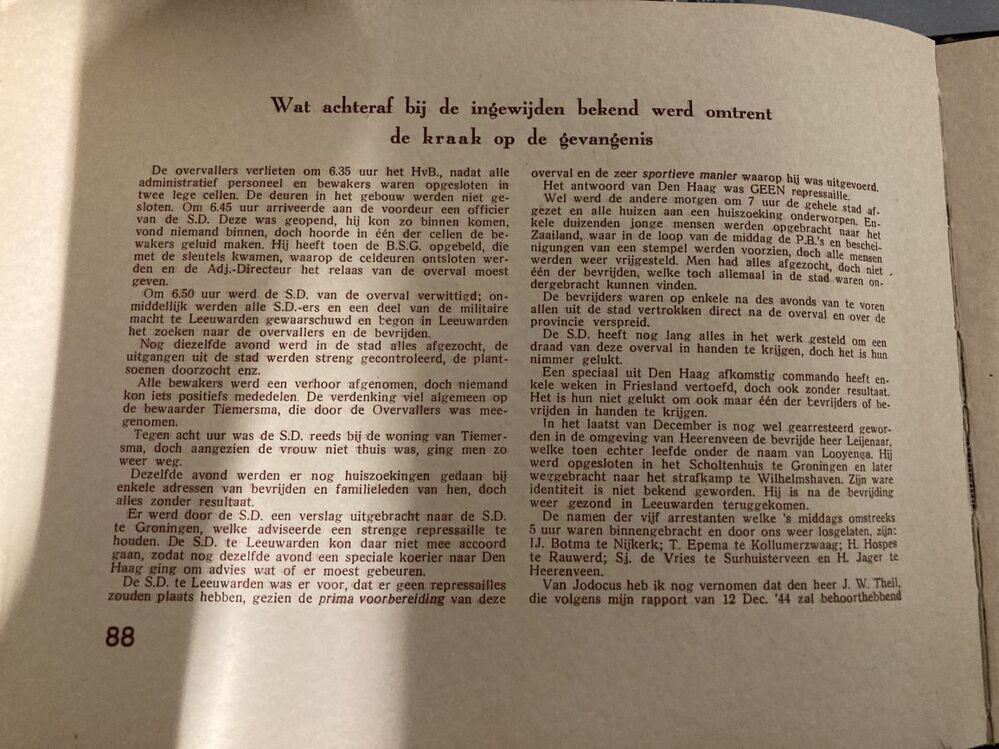 Wat achteraf bij de ingewijden bekend werd omtrent
de kraak op de gevangenis
De overvallers verlieten om 6.35 uur het HvB., nadat alle
administratief personeel en bewakers waren opgesloten in
twee lege cellen. De deuren in het gebouw werden niet ge-
sloten. Om 6.45 uur arriveerde aan de voordeur een officier
van de S.D. Deze was geopend, hij kon zo binnen komen,
vond niemand binnen, doch hoorde in één der cellen de be-
wakers geluid maken. Hij heeft toen de B.S.G. opgebeld, die
met de sleutels kwamen, waarop de celdeuren ontsloten wer-
den en de Adj.-Directeur het relaas van de overval moest
geven.
Om 6.50 uur werd de S.D. van de overval verwittigd; on-
middellijk werden alle S.D.-ers en een deel van de militaire
macht te Leeuwarden gewaarschuwd en begon in Leeuwarden
het zoeken naar de overvallers en de bevrijden.
Nog diezelfde avond werd in de stad alles afgezocht, de
uitgangen uit de stad werden streng gecontroleerd, de plant-
soenen doorzocht enz.
Alle bewakers werd een verhoor afgenomen, doch niemand
kon iets positiefs mededelen. De verdenking viel algemeen op
de bewaarder Tiemersma, die door de Overvallers was mee-
genomen.
Tegen acht uur was de S.D. reeds bij de woning van Tiemer-
sma, doch aangezien de vrouw niet thuis was, ging men zo
weer weg.
Dezelfde avond werden er nog huiszoekingen gedaan bij
enkele adressen van bevrijden en familieleden van hen, doch
alles zonder resultaat.
Er werd door de S.D. een verslag uitgebracht naar de S.D.
te Groningen, welke adviseerde een strenge repressaille te
houden. De S.D. te Leeuwarden kon daar niet mee accoord
gaan, zodat nog dezelfde avond een speciale koerier naar Den
Haag ging om advies wat of er moest gebeuren.
De S.D. te Leeuwarden was er voor, dat er geen repressailles
zouden plaats hebben, gezien de prima voorbereiding van deze
overval en de zeer sportieve manier waarop hij was uitgevoerd.
Het antwoord van Den Haag was GEEN repressaille.
Wel werd de andere morgen om 7 uur de gehele stad af-
gezet en alle huizen aan een huiszoeking onderworpen. En-
kele duizenden jonge mensen werden opgebracht naar het
Zaailand, waar in de loop van de middag de P.B.'s en beschei-
nigungen van een stempel werden voorzien, doch alle mensen
werden weer vrijgesteld. Men had alles afgezocht, doch niet
één der bevrijden, welke toch allemaal in de stad waren on-
dergebracht kunnen vinden.
De bevrijders waren op enkele na des avonds van te voren
allen uit de stad vertrokken direct na de overval en over de
provincie verspreid.
De S.D. heeft nog lang alles in het werk gesteld om een
draad van deze overval in handen te krijgen, doch het is hun
nimmer gelukt.
Een speciaal uit Den Haag afkomstig commando heeft en-
kele weken in Friesland vertoefd, doch ook zonder resultaat.
Het is hun niet gelukt om ook maar één der bevrijders of be-
vrijden in handen te krijgen.
In het laatst van December is nog wel gearresteerd gewor-
den in de omgeving van Heerenveen de bevrijde heer Leijenaar,
welke toen echter leefde onder de naam van Looyenga. Hij
werd opgesloten in het Scholtenhuis te Groningen en later
weggebracht naar het strafkamp te Wilhelmshaven. Zijn ware
identiteit is niet bekend geworden. Hij is na de bevrijding
weer gezond in Leeuwarden teruggekomen.
De namen der vijf arrestanten welke 's middags omstreeks
5 uur waren binnengebracht en door ons weer losgelaten, zijn:
IJ. Botma te Nijkerk; T. Epema te Kollumerzwaag; H. Hospes
te Rauwerd; Sj. de Vries te Surhuisterveen en H. Jager te
Heerenveen.
Van Jodocus heb ik nog vernomen dat den heer J. W. Theil,
die volgens mijn rapport van 12 Dec. '44 zal behoorthebbend
88